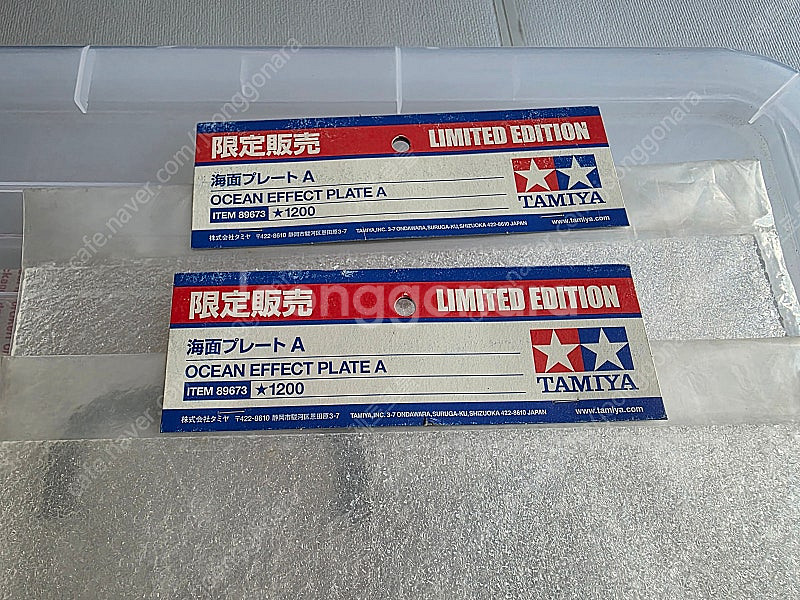 限定販売 LIMITED EDITION
海面プレート A
OCEAN EFFECT PLATE A
ITEM 89673 ★1200
TAMIYA
株式会社タミヤ 〒422-8610 静岡市駿河区恩田原3-7 TAMIYA,INC. 3-7 ONDAWARA,SURUGA-KU,SHIZUOKA 422-8610 JAPAN www.tamiya.com
限定販売 LIMITED EDITION
海面プレート A
OCEAN EFFECT PLATE A
ITEM 89673 ★1200
TAMIYA
株式会社タミヤ 〒422-8610 静岡市駿河区恩田原3-7 TAMIYA,INC. 3-7 ONDAWARA,SURUGA-KU,SHIZUOKA 422-8610 JAPAN www.tamiya.com
joonggonara
cafe.naver.com/joonggonara